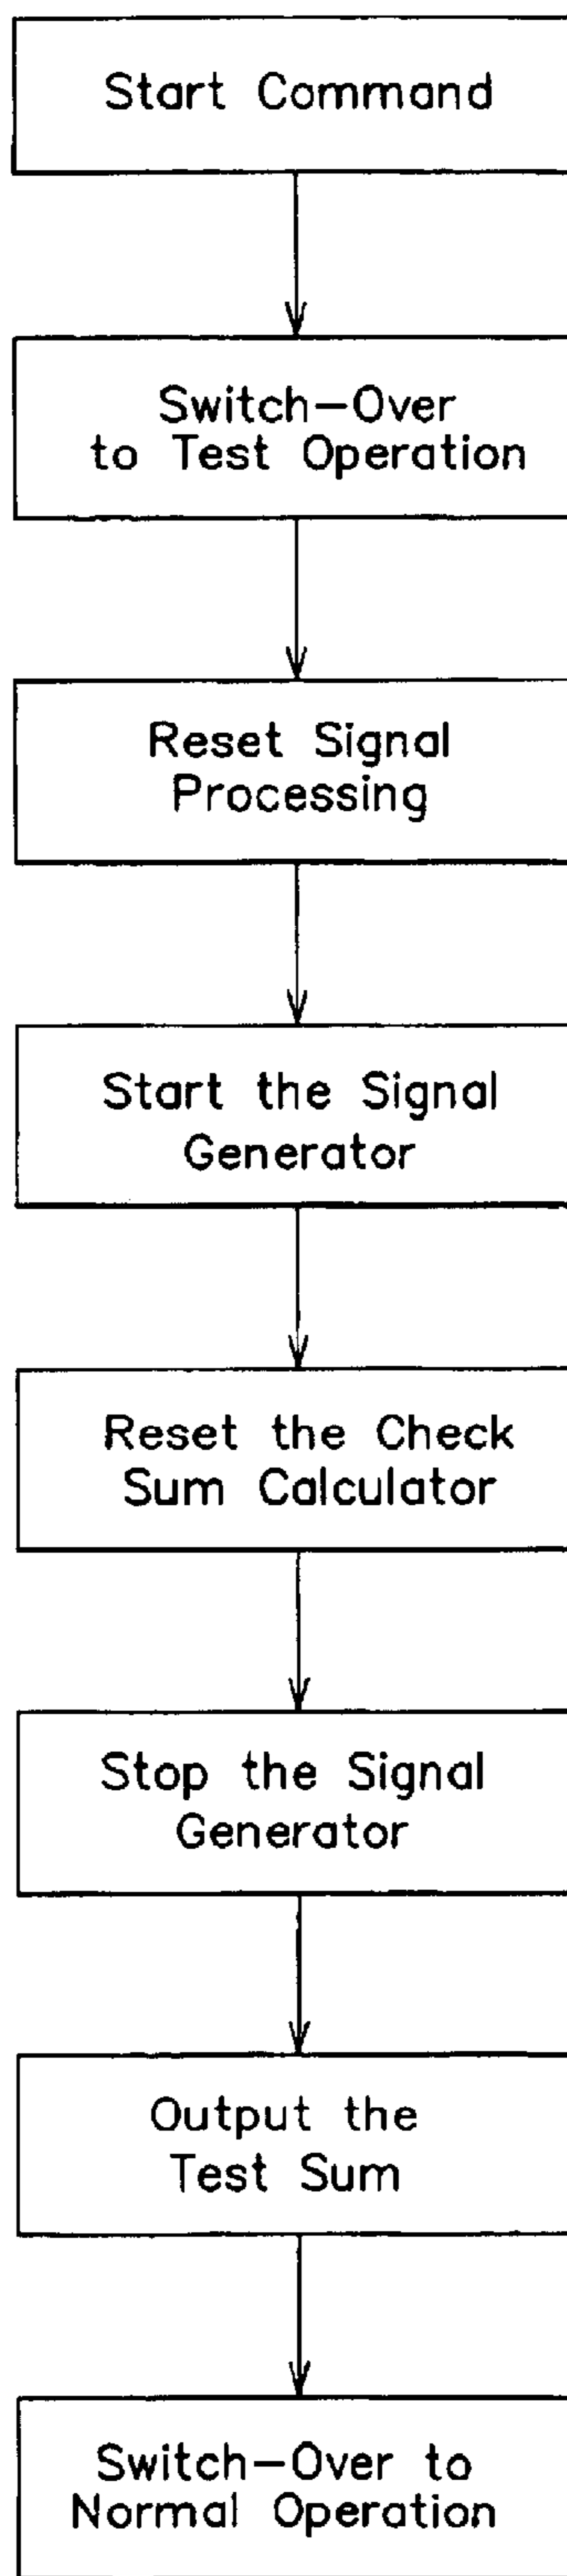 Start Command
Switch-Over
to Test Operation
Reset Signal
Processing
Start the Signal
Generator
Reset the Check
Sum Calculator
Stop the Signal
Generator
Output the
Test Sum
Switch-Over to
Normal Operation